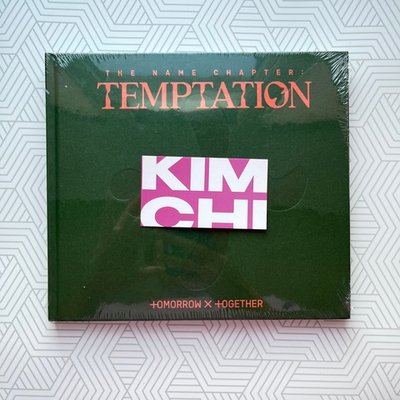 THE NAME CHAPTER:
TEMPTATION
KIM
CHI
TOMORROW X TOGETHER